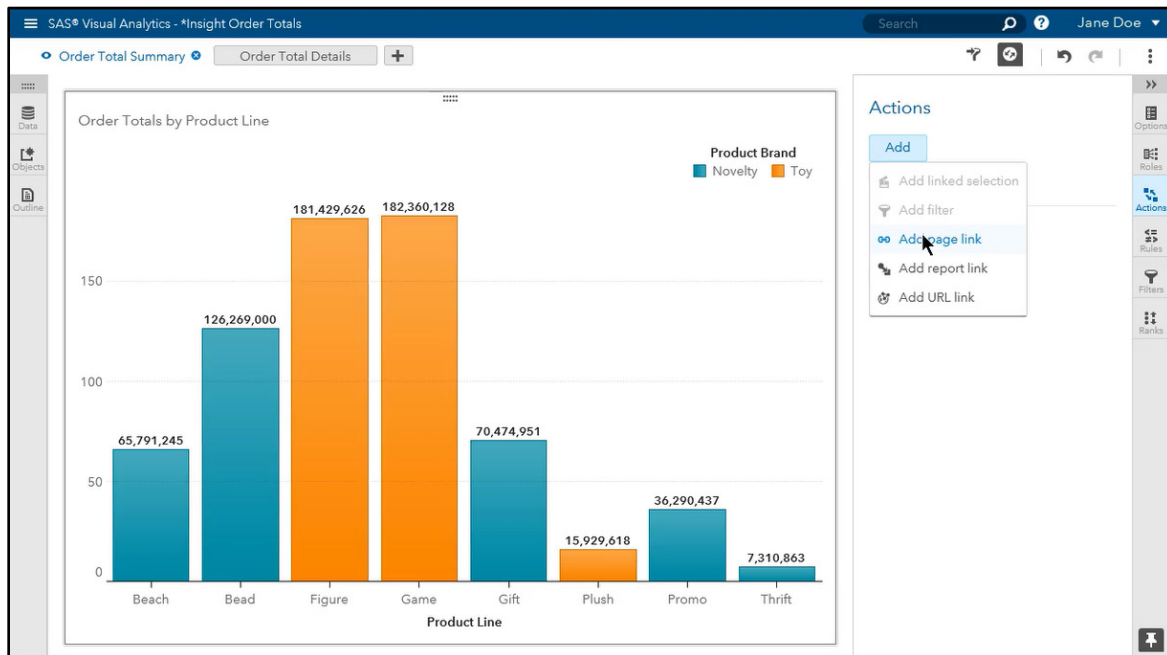 SAS® Visual Analytics - *Insight Order Totals
Search
Jane Doe
Order Total Summary
Order Total Details
Data
Objects
Outline
Order Totals by Product Line
Product Brand
Novelty Toy
181,429,626 182,360,128
150
126,269,000
100
65,791,245
70,474,951
50
36,290,437
15,929,618
7,310,863
0
Beach Bead Figure Game Gift Plush Promo Thrift
Product Line
Actions
Add
Add linked selection
Add filter
Add page link
Add report link
Add URL link
Options
Roles
Actions
Rules
Filters
Ranks